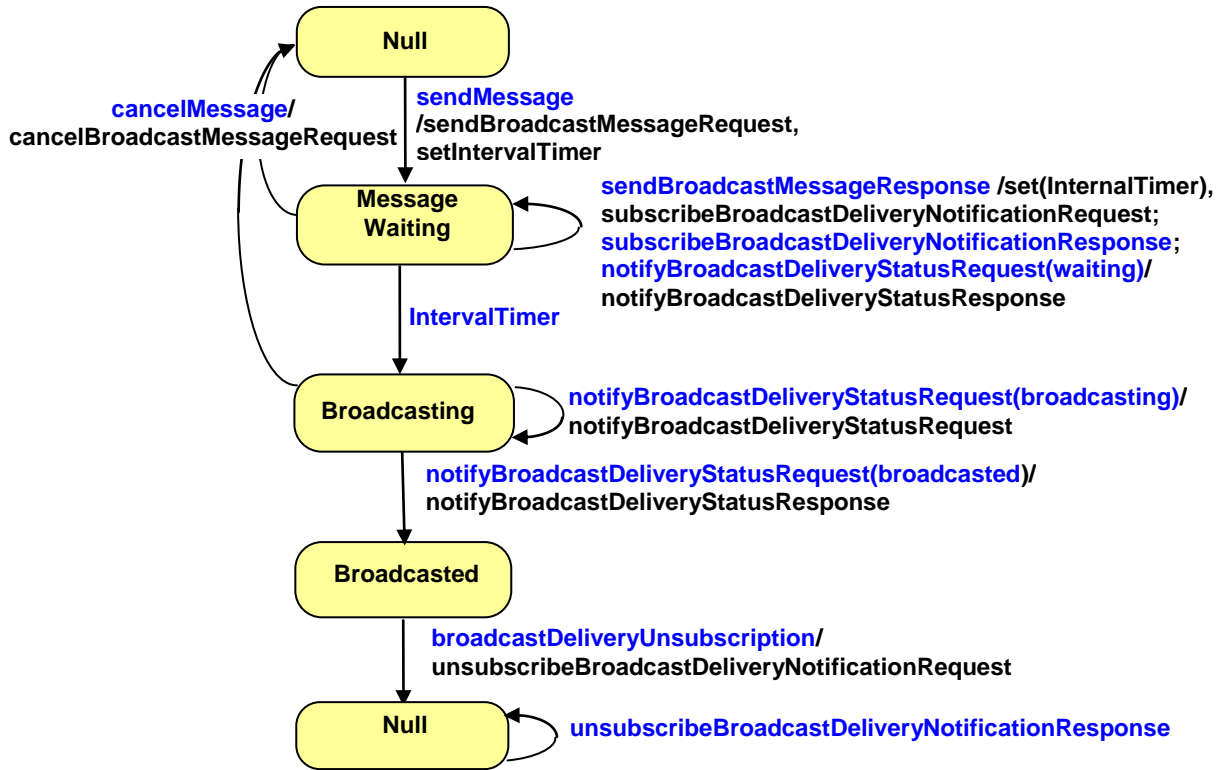 Null
cancelMessage/
cancelBroadcastMessageRequest
sendMessage
/sendBroadcastMessageRequest,
setIntervalTimer
Message
Waiting
sendBroadcastMessageResponse /set(InternalTimer),
subscribeBroadcastDeliveryNotificationRequest;
subscribeBroadcastDeliveryNotificationResponse;
notifyBroadcastDeliveryStatusRequest(waiting)/
notifyBroadcastDeliveryStatusResponse
IntervalTimer
Broadcasting
notifyBroadcastDeliveryStatusRequest(broadcasting)/
notifyBroadcastDeliveryStatusRequest
notifyBroadcastDeliveryStatusRequest(broadcasted)/
notifyBroadcastDeliveryStatusResponse
Broadcasted
broadcastDeliveryUnsubscription/
unsubscribeBroadcastDeliveryNotificationRequest
Null
unsubscribeBroadcastDeliveryNotificationResponse